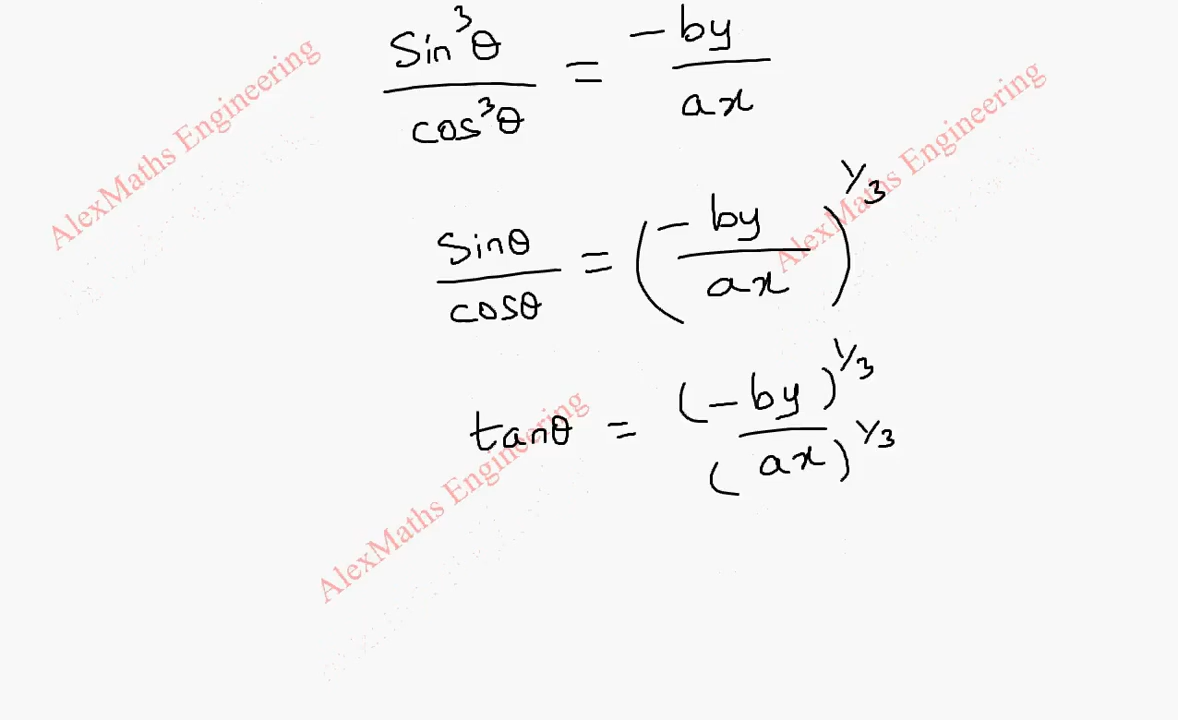 sin³θ/cos³θ = -by/ax
sinθ/cosθ = (-by/ax)^1/3
tanθ = (-by)^1/3/(ax)^1/3
AlexMaths Engineering
AlexMaths Engineering
AlexMaths Engineering